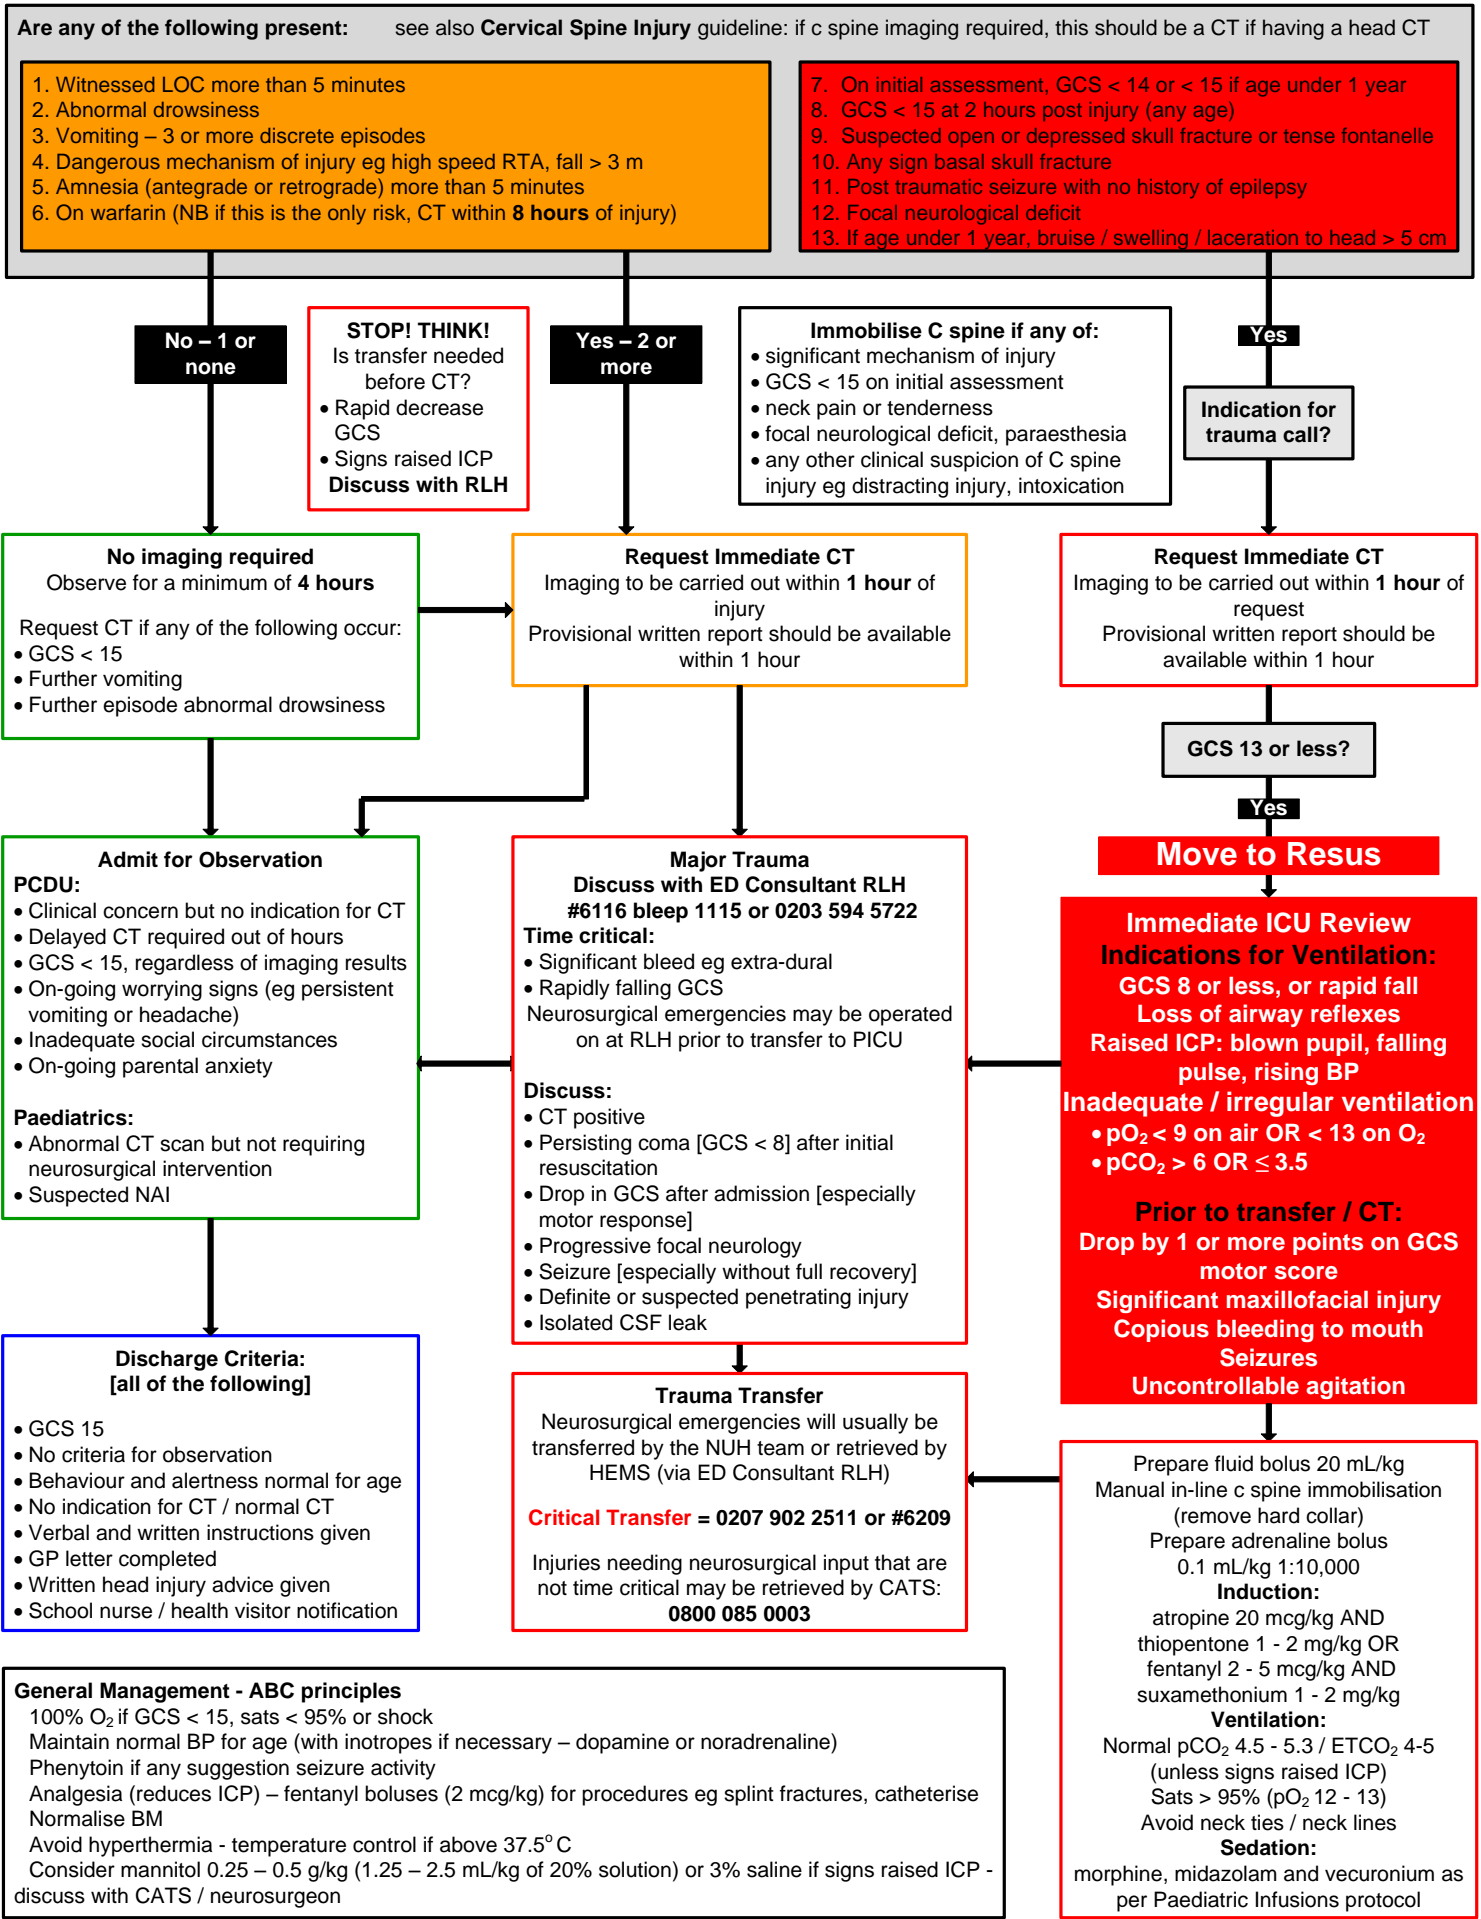 Are any of the following present: see also Cervical Spine Injury guideline: if c spine imaging required, this should be a CT if having a head CT
1. Witnessed LOC more than 5 minutes
2. Abnormal drowsiness
3. Vomiting – 3 or more discrete episodes
4. Dangerous mechanism of injury eg high speed RTA, fall > 3 m
5. Amnesia (antegrade or retrograde) more than 5 minutes
6. On warfarin (NB if this is the only risk, CT within 8 hours of injury)
7. On initial assessment, GCS < 14 or < 15 if age under 1 year
8. GCS < 15 at 2 hours post injury (any age)
9. Suspected open or depressed skull fracture or tense fontanelle
10. Any sign basal skull fracture
11. Post traumatic seizure with no history of epilepsy
12. Focal neurological deficit
13. If age under 1 year, bruise / swelling / laceration to head > 5 cm
No – 1 or
none
STOP! THINK!
Is transfer needed
before CT?
• Rapid decrease
GCS
• Signs raised ICP
Discuss with RLH
Yes – 2 or
more
Immobilise C spine if any of:
• significant mechanism of injury
• GCS < 15 on initial assessment
• neck pain or tenderness
• focal neurological deficit, paraesthesia
• any other clinical suspicion of C spine
injury eg distracting injury, intoxication
Yes
Indication for
trauma call?
No imaging required
Observe for a minimum of 4 hours
Request CT if any of the following occur:
• GCS < 15
• Further vomiting
• Further episode abnormal drowsiness
Request Immediate CT
Imaging to be carried out within 1 hour of
injury
Provisional written report should be available
within 1 hour
Request Immediate CT
Imaging to be carried out within 1 hour of
request
Provisional written report should be
available within 1 hour
GCS 13 or less?
Yes
Move to Resus
Admit for Observation
PCDU:
• Clinical concern but no indication for CT
• Delayed CT required out of hours
• GCS < 15, regardless of imaging results
• On-going worrying signs (eg persistent
vomiting or headache)
• Inadequate social circumstances
• On-going parental anxiety
Paediatrics:
• Abnormal CT scan but not requiring
neurosurgical intervention
• Suspected NAI
Major Trauma
Discuss with ED Consultant RLH
#6116 bleep 1115 or 0203 594 5722
Time critical:
• Significant bleed eg extra-dural
• Rapidly falling GCS
Neurosurgical emergencies may be operated
on at RLH prior to transfer to PICU
Discuss:
• CT positive
• Persisting coma [GCS < 8] after initial
resuscitation
• Drop in GCS after admission [especially
motor response]
• Progressive focal neurology
• Seizure [especially without full recovery]
• Definite or suspected penetrating injury
• Isolated CSF leak
Immediate ICU Review
Indications for Ventilation:
GCS 8 or less, or rapid fall
Loss of airway reflexes
Raised ICP: blown pupil, falling
pulse, rising BP
Inadequate / irregular ventilation
• pO2 < 9 on air OR < 13 on O2
• pCO2 > 6 OR ≤ 3.5
Prior to transfer / CT:
Drop by 1 or more points on GCS
motor score
Significant maxillofacial injury
Copious bleeding to mouth
Seizures
Uncontrollable agitation
Discharge Criteria:
[all of the following]
• GCS 15
• No criteria for observation
• Behaviour and alertness normal for age
• No indication for CT / normal CT
• Verbal and written instructions given
• GP letter completed
• Written head injury advice given
• School nurse / health visitor notification
Trauma Transfer
Neurosurgical emergencies will usually be
transferred by the NUH team or retrieved by
HEMS (via ED Consultant RLH)
Critical Transfer = 0207 902 2511 or #6209
Injuries needing neurosurgical input that are
not time critical may be retrieved by CATS:
0800 085 0003
Prepare fluid bolus 20 mL/kg
Manual in-line c spine immobilisation
(remove hard collar)
Prepare adrenaline bolus
0.1 mL/kg 1:10,000
Induction:
atropine 20 mcg/kg AND
thiopentone 1 - 2 mg/kg OR
fentanyl 2 - 5 mcg/kg AND
suxamethonium 1 - 2 mg/kg
Ventilation:
Normal pCO2 4.5 - 5.3 / ETCO2 4-5
(unless signs raised ICP)
Sats > 95% (pO2 12 - 13)
Avoid neck ties / neck lines
Sedation:
morphine, midazolam and vecuronium as
per Paediatric Infusions protocol
General Management - ABC principles
100% O2 if GCS < 15, sats < 95% or shock
Maintain normal BP for age (with inotropes if necessary – dopamine or noradrenaline)
Phenytoin if any suggestion seizure activity
Analgesia (reduces ICP) – fentanyl boluses (2 mcg/kg) for procedures eg splint fractures, catheterise
Normalise BM
Avoid hyperthermia - temperature control if above 37.5° C
Consider mannitol 0.25 – 0.5 g/kg (1.25 – 2.5 mL/kg of 20% solution) or 3% saline if signs raised ICP -
discuss with CATS / neurosurgeon